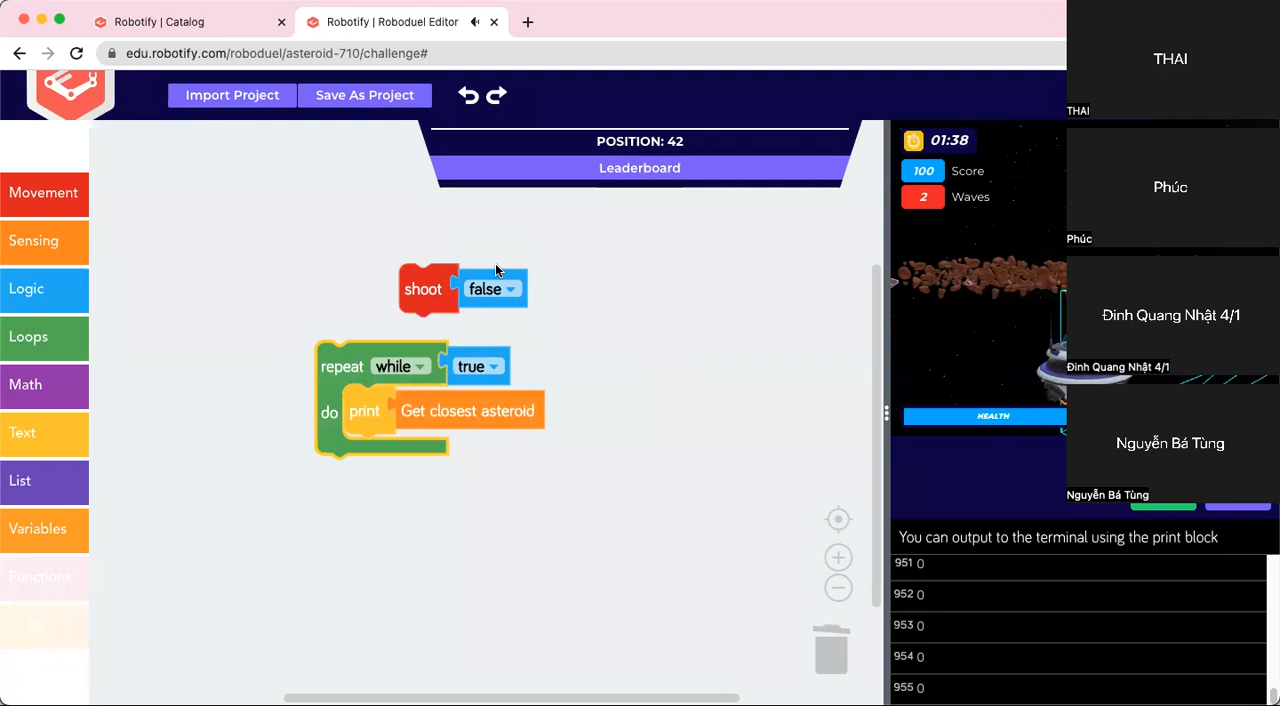 Robotify | Catalog
Robotify | Roboduel Editor
edu.robotify.com/roboduel/asteroid-710/challenge#
Import Project
Save As Project
POSITION: 42
Leaderboard
Movement
Sensing
Logic
Loops
Math
Text
List
Variables
Functions
shoot false
repeat while true
do print Get closest asteroid
01:38
100 Score
2 Waves
HEALTH
THAI
THAI
Phúc
Phúc
Đinh Quang Nhật 4/1
Đinh Quang Nhật 4/1
Nguyễn Bá Tùng
Nguyễn Bá Tùng
You can output to the terminal using the print block
951 0
952 0
953 0
954 0
955 0